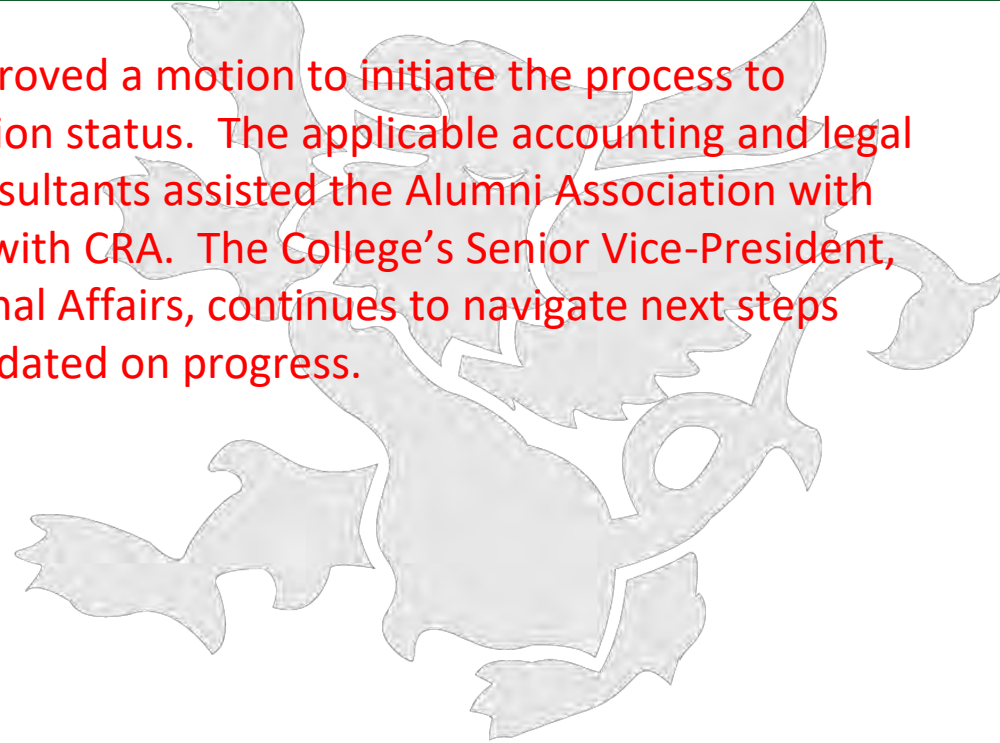 roved a motion to initiate the process to
ion status.  The applicable accounting and legal
sultants assisted the Alumni Association with
with CRA.  The College’s Senior Vice-President,
nal Affairs, continues to navigate next steps
dated on progress.